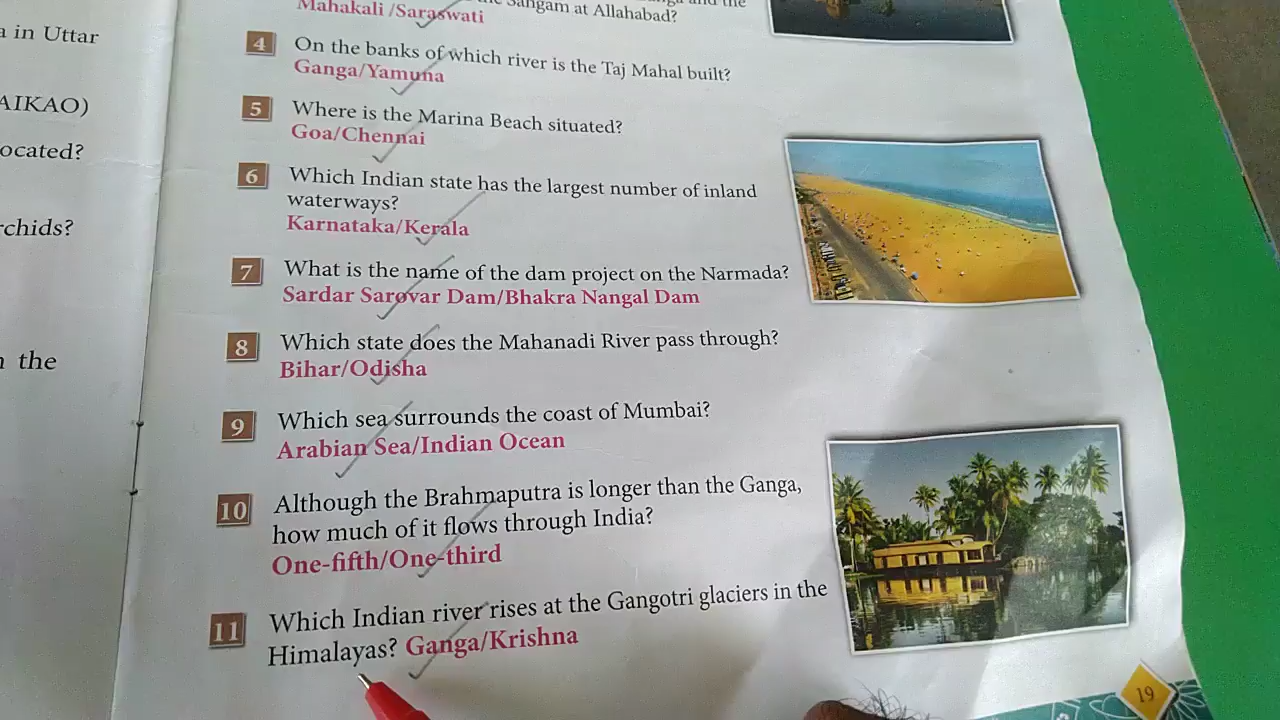 a in Uttar
AIKAO)
ocated?
rchids?
n the
Sangam at Allahabad?
Mahakali /Saraswati
4 On the banks of which river is the Taj Mahal built?
Ganga/Yamuna
5 Where is the Marina Beach situated?
Goa/Chennai
6 Which Indian state has the largest number of inland
waterways?
Karnataka/Kerala
7 What is the name of the dam project on the Narmada?
Sardar Sarovar Dam/Bhakra Nangal Dam
8 Which state does the Mahanadi River pass through?
Bihar/Odisha
9 Which sea surrounds the coast of Mumbai?
Arabian Sea/Indian Ocean
10 Although the Brahmaputra is longer than the Ganga,
how much of it flows through India?
One-fifth/One-third
11 Which Indian river rises at the Gangotri glaciers in the
Himalayas? Ganga/Krishna
19